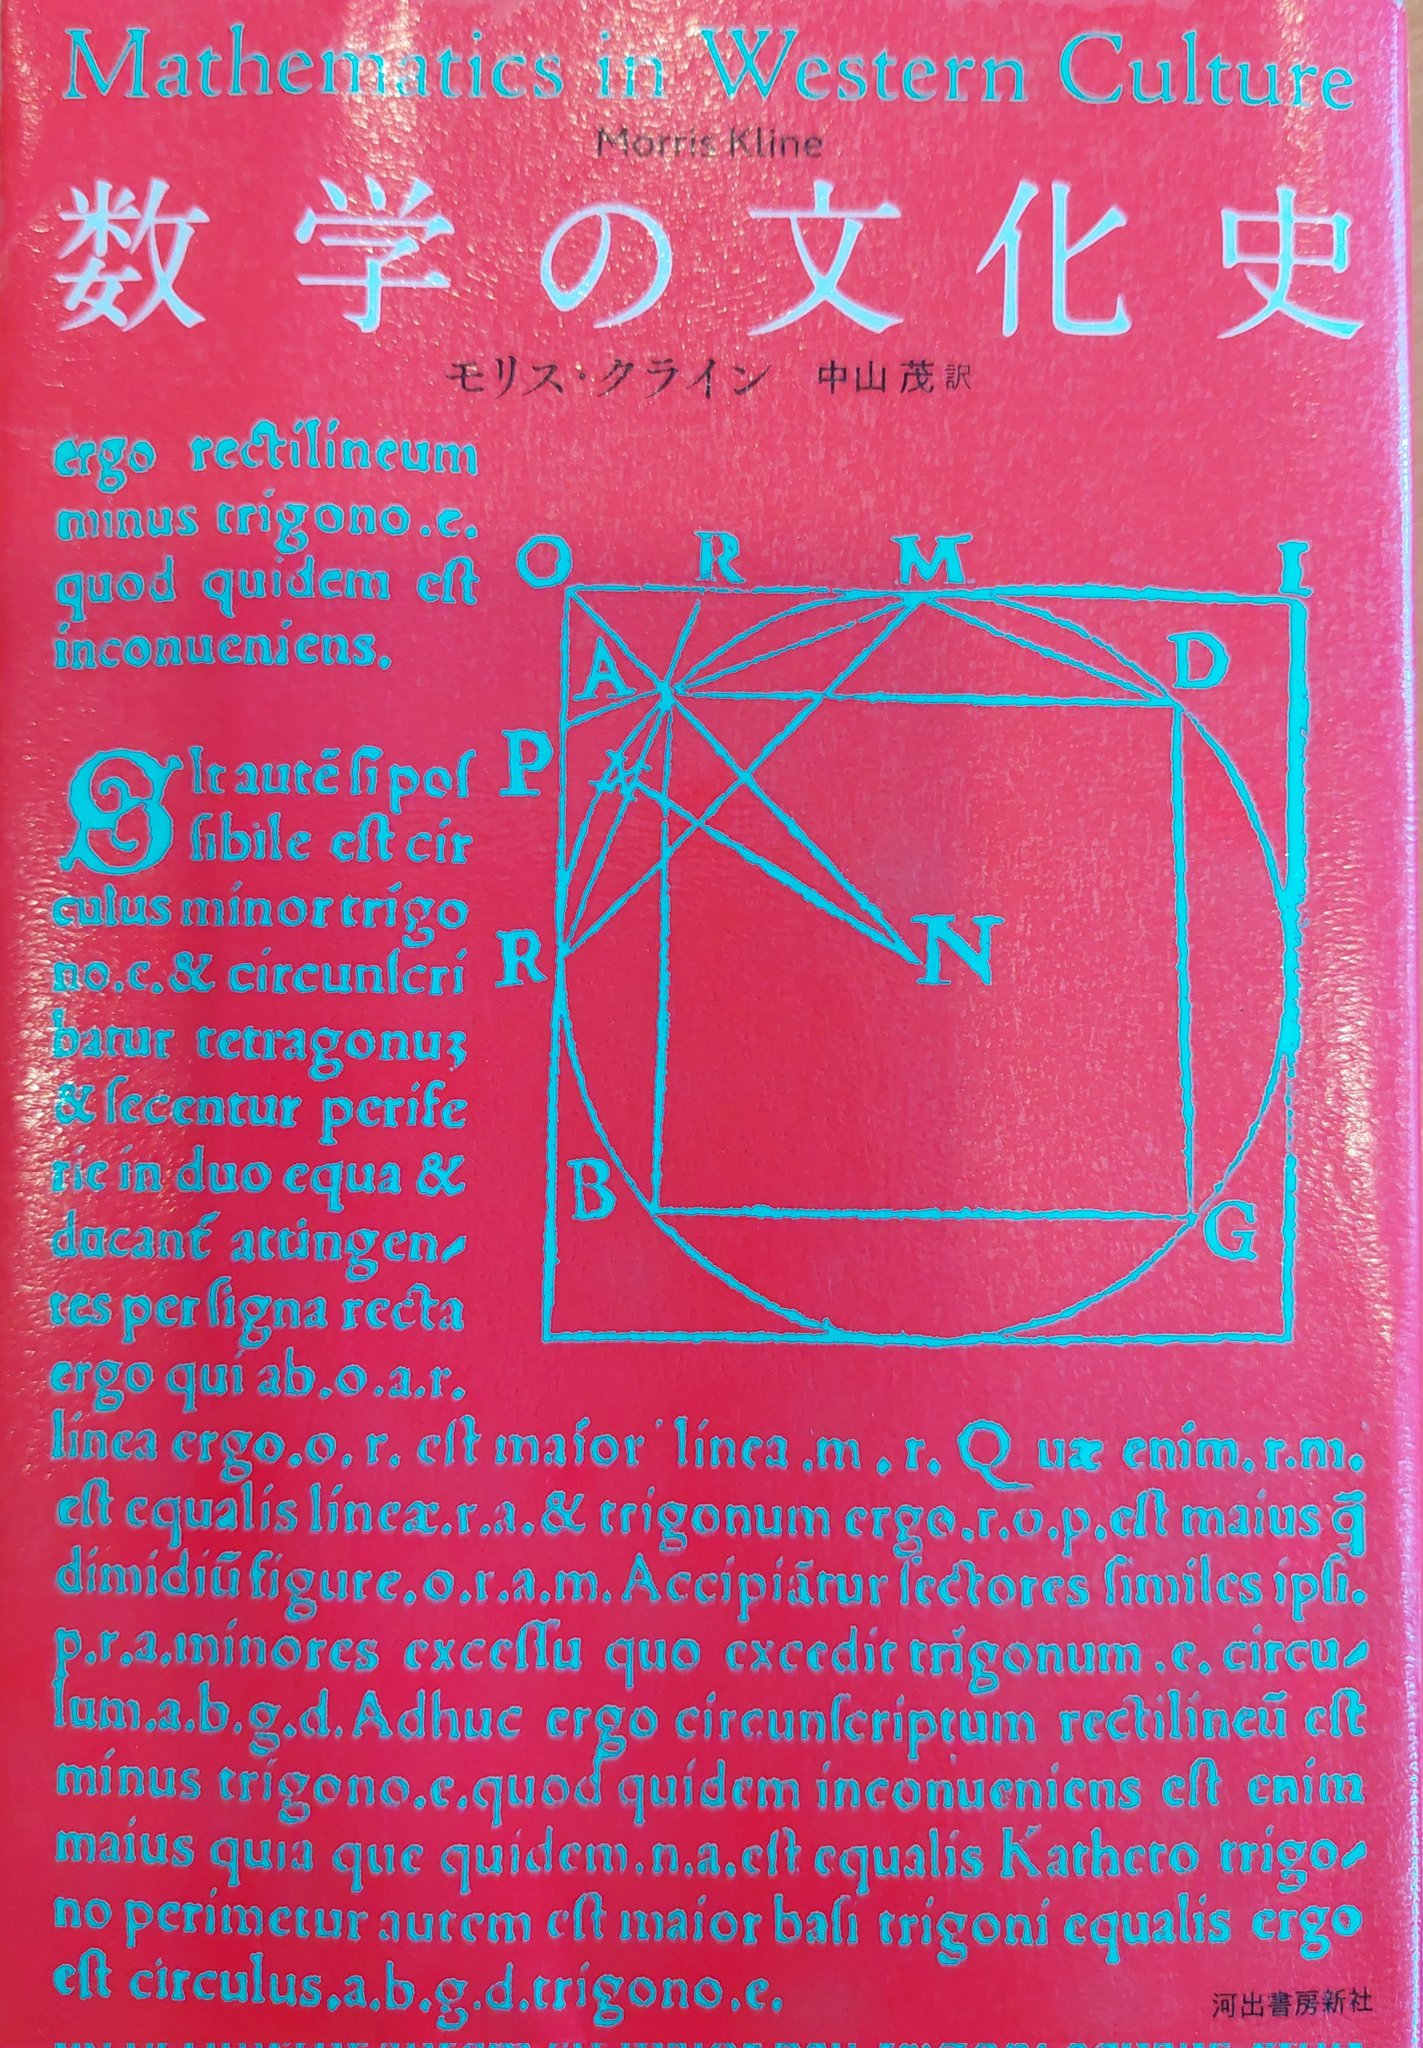 Mathematics in Western Culture
Morris Kline
数学の文化史
モリス・クライン 中山 茂 訳
ergo rectilineum
minus trigono.e.
quod quidem eſt
inconueniens.
O R M I
A D
P
R N
B G
SIt autē ſi poſ
ſibile eſt cir
culus minor trigo
no.e.& circunſcri
batur tetragonuʒ
& ſecentur perife
rie in duo equa &
ducant́ attingen⸗
tes per ſigna recta
ergo qui ab.o.a.r.
linea ergo.o.r. eſt maior linea.m.r. Quæ enim.r.m.
eſt equalis lineæ.r.a.& trigonum ergo.r.o.p.eſt maius q̃
dimidiū figure.o.r.a.m. Accipiãtur ſectores ſimiles ipſi.
p.r.a.minores exceſſu quo excedit trigonum.e. circu⸗
lum.a.b.g.d. Adhuc ergo circunſcriptum rectilineū eſt
minus trigono.e.quod quidem inconueniens eſt enim
maius quia que quidem.n.a.eſt equalis Kathero trigo⸗
no perimetur autem eſt maior baſi trigoni equalis ergo
eſt circulus.a.b.g.d.trigono.e.
河出書房新社